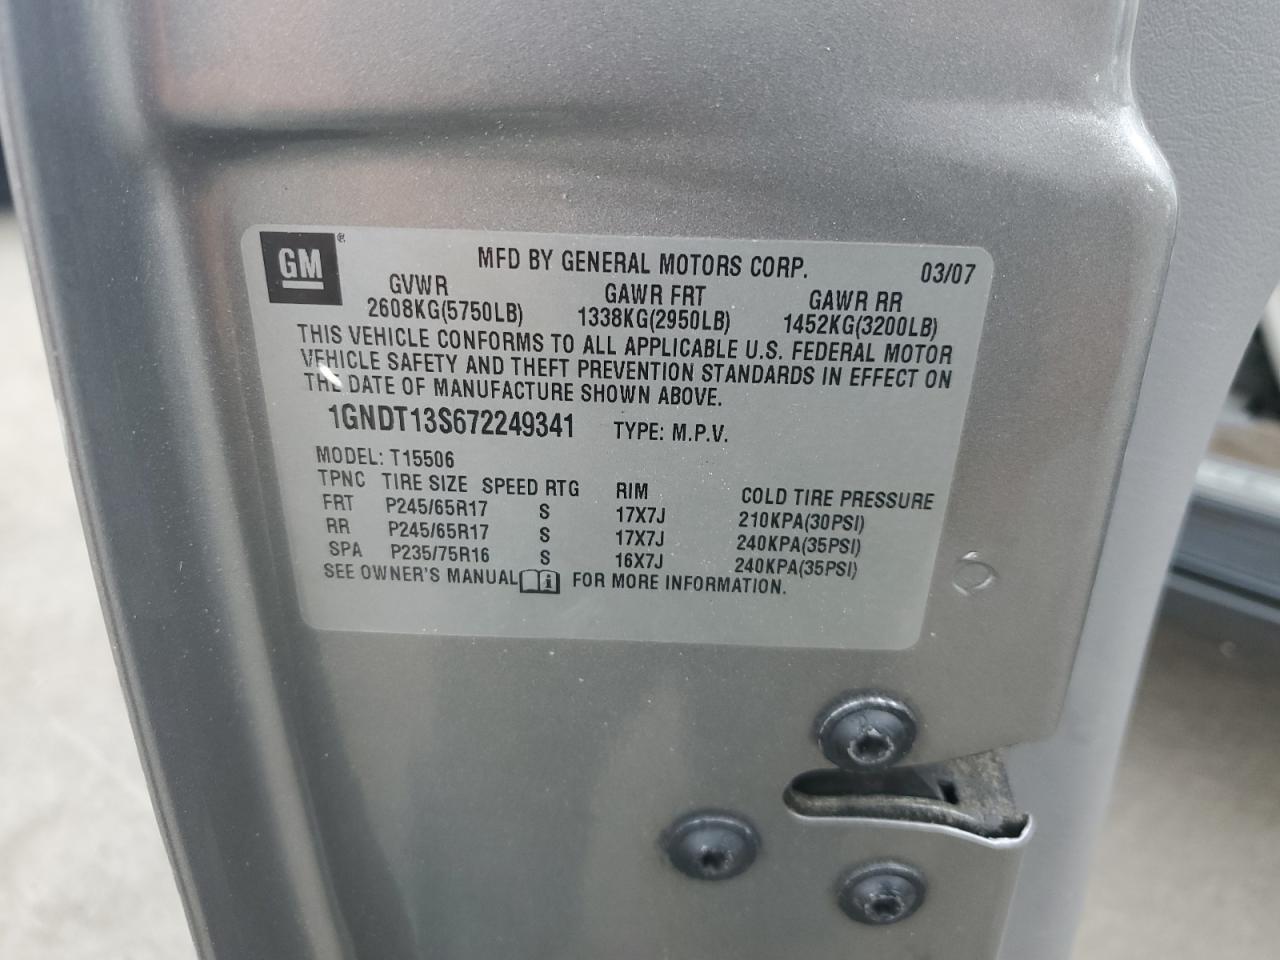 GM®
MFD BY GENERAL MOTORS CORP. 03/07
GVWR GAWR FRT GAWR RR
2608KG(5750LB) 1338KG(2950LB) 1452KG(3200LB)
THIS VEHICLE CONFORMS TO ALL APPLICABLE U.S. FEDERAL MOTOR
VEHICLE SAFETY AND THEFT PREVENTION STANDARDS IN EFFECT ON
THE DATE OF MANUFACTURE SHOWN ABOVE.
1GNDT13S672249341 TYPE: M.P.V.
MODEL: T15506
TPNC TIRE SIZE SPEED RTG RIM COLD TIRE PRESSURE
FRT P245/65R17 S 17X7J 210KPA(30PSI)
RR P245/65R17 S 17X7J 240KPA(35PSI)
SPA P235/75R16 S 16X7J 240KPA(35PSI)
SEE OWNER'S MANUAL i FOR MORE INFORMATION.